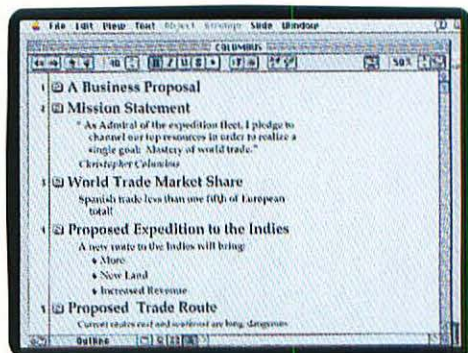 File Edit View Text Object Arrange Slide Window
COLUMBUS
50%
1 A Business Proposal
2 Mission Statement
" As Admiral of the expedition fleet, I pledge to
channel our top resources in order to realize a
single goal: Mastery of world trade."
Christopher Columbus
3 World Trade Market Share
Spanish trade less than one fifth of European
total!
4 Proposed Expedition to the Indies
A new route to the Indies will bring:
• More
• New Land
• Increased Revenue
5 Proposed Trade Route
Current routes east and are long, dangerous
Outline